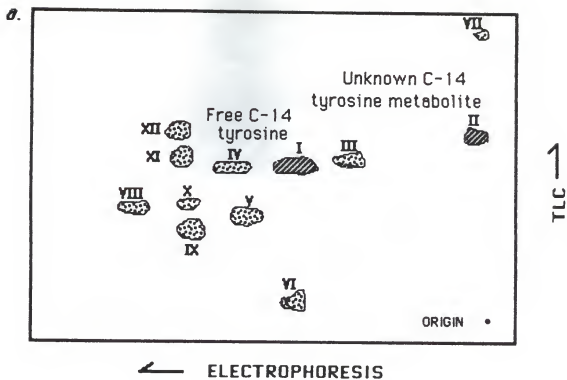 a.
VII
Unknown C-14
tyrosine metabolite
Free C-14
tyrosine
II
XII
XI
IV
I
III
VIII
X
V
IX
VI
TLC
ORIGIN
ELECTROPHORESIS